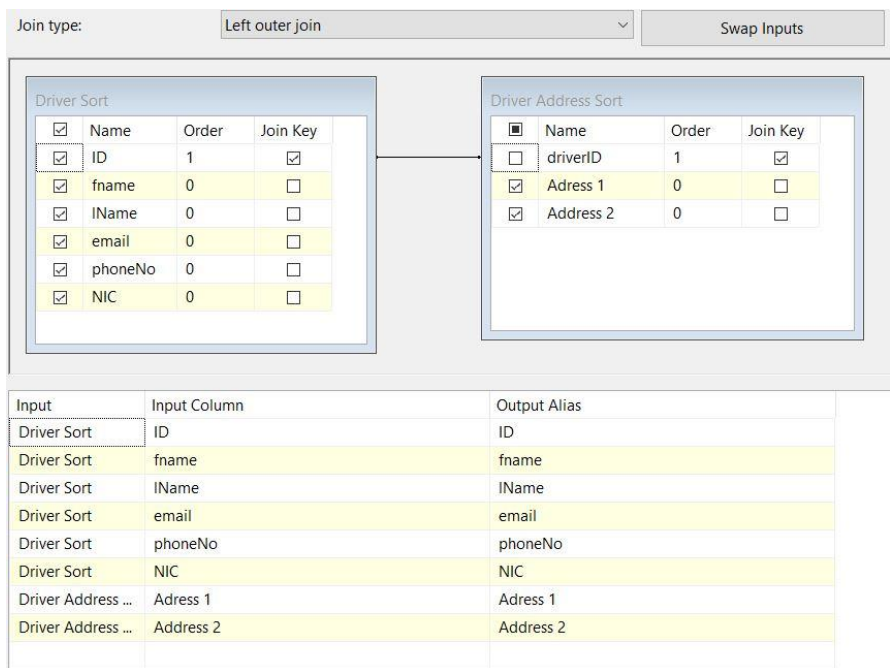 Join type: Left outer join Swap Inputs
Driver Sort
Name Order Join Key
ID 1
fname 0
lName 0
email 0
phoneNo 0
NIC 0
Driver Address Sort
Name Order Join Key
driverID 1
Adress 1 0
Address 2 0
Input Input Column Output Alias
Driver Sort ID ID
Driver Sort fname fname
Driver Sort lName lName
Driver Sort email email
Driver Sort phoneNo phoneNo
Driver Sort NIC NIC
Driver Address ... Adress 1 Adress 1
Driver Address ... Address 2 Address 2